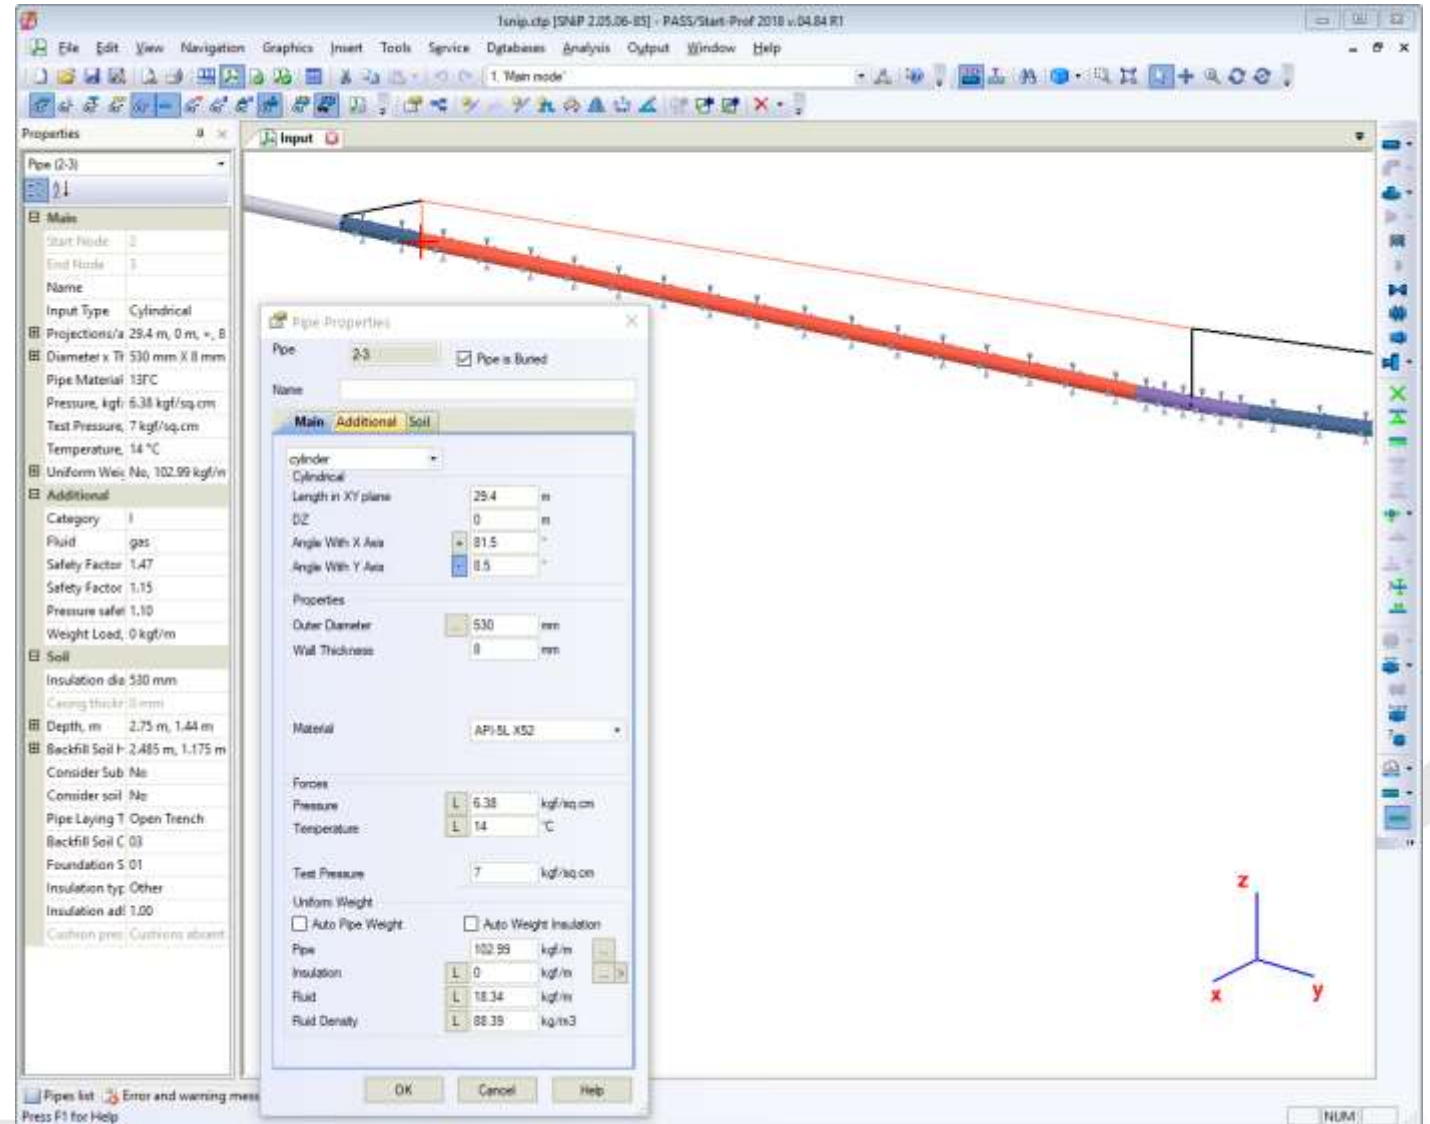 1snip.ctp [SNiP 2.05.06-85] - PASS/Start-Prof 2018 v.04.84 R1
File Edit View Navigation Graphics Insert Tools Service Databases Analysis Output Window Help
1. 'Main mode'
Properties
Input
Pipe (2-3)
Main
Start Node 2
End Node 3
Name
Input Type Cylindrical
Projections/a 29.4 m, 0 m, +, 8
Diameter x Th 530 mm X 8 mm
Pipe Material 13ГС
Pressure, kgf/ 6.38 kgf/sq.cm
Test Pressure, 7 kgf/sq.cm
Temperature, 14 °C
Uniform Weig No, 102.99 kgf/m
Additional
Category I
Fluid gas
Safety Factor 1.47
Safety Factor 1.15
Pressure safet 1.10
Weight Load, 0 kgf/m
Soil
Insulation dia 530 mm
Casing thickn 0 mm
Depth, m 2.75 m, 1.44 m
Backfill Soil H 2.485 m, 1.175 m
Consider Sub No
Consider soil No
Pipe Laying T Open Trench
Backfill Soil C 03
Foundation S 01
Insulation typ Other
Insulation adl 1.00
Cushion pres Cushions absent
Pipe Properties
Pipe 2-3 Pipe is Buried
Name
Main Additional Soil
cylinder
Cylindrical
Length in XY plane 29.4 m
DZ 0 m
Angle With X Axis + 81.5 °
Angle With Y Axis - 8.5 °
Properties
Outer Diameter ... 530 mm
Wall Thickness 8 mm
Material API-5L X52
Forces
Pressure L 6.38 kgf/sq.cm
Temperature L 14 °C
Test Pressure 7 kgf/sq.cm
Uniform Weight
Auto Pipe Weight Auto Weight Insulation
Pipe 102.99 kgf/m ...
Insulation L 0 kgf/m ... >
Fluid L 18.34 kgf/m
Fluid Density L 88.39 kg/m3
OK Cancel Help
z
x
y
Pipes list Error and warning mess
Press F1 for Help
NUM